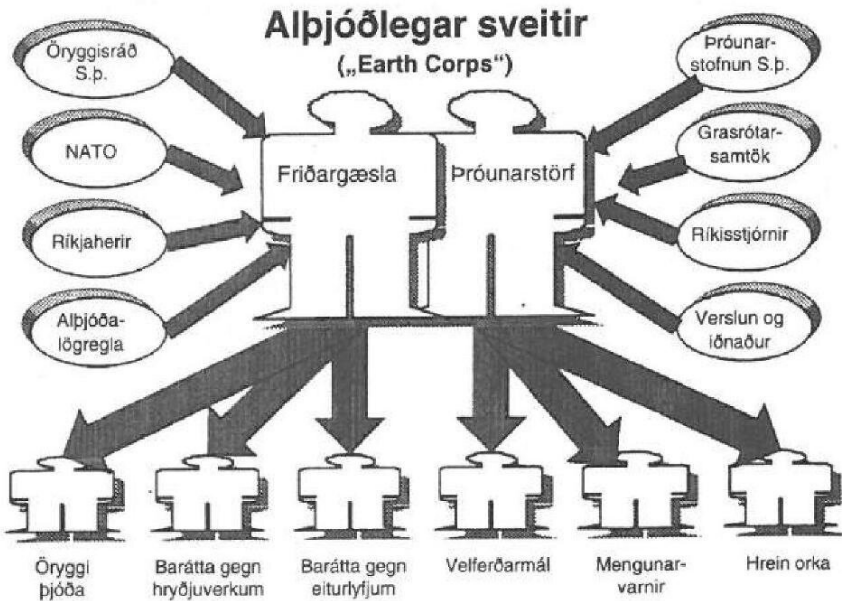 Alþjóðlegar sveitir
(„Earth Corps“)
Öryggisráð
S.þ.
NATO
Ríkjaherir
Alþjóða-
lögregla
Friðargæsla
Þróunarstörf
Þróunar-
stofnun S.þ.
Grasrótar-
samtök
Ríkisstjórnir
Verslun og
iðnaður
Öryggi
þjóða
Barátta gegn
hryðjuverkum
Barátta gegn
eiturlyfjum
Velferðarmál
Mengunar-
varnir
Hrein orka